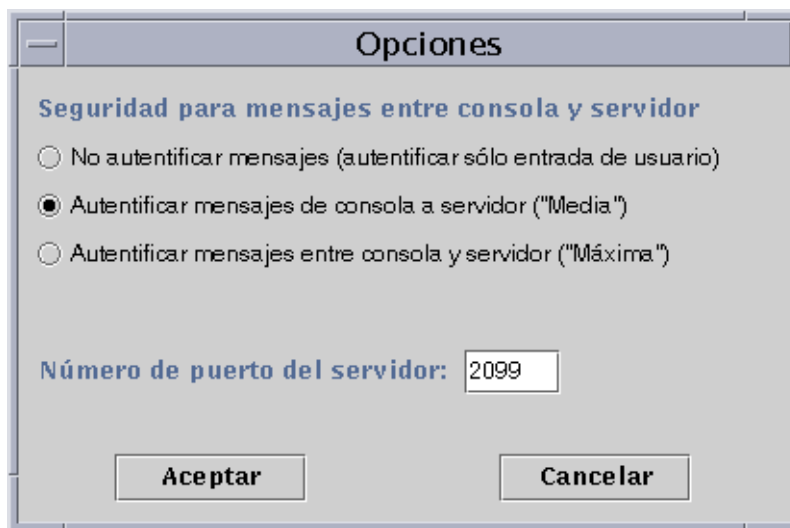 Opciones
Seguridad para mensajes entre consola y servidor
No autentificar mensajes (autentificar sólo entrada de usuario)
Autentificar mensajes de consola a servidor ("Media")
Autentificar mensajes entre consola y servidor ("Máxima")
Número de puerto del servidor: 2099
Aceptar Cancelar